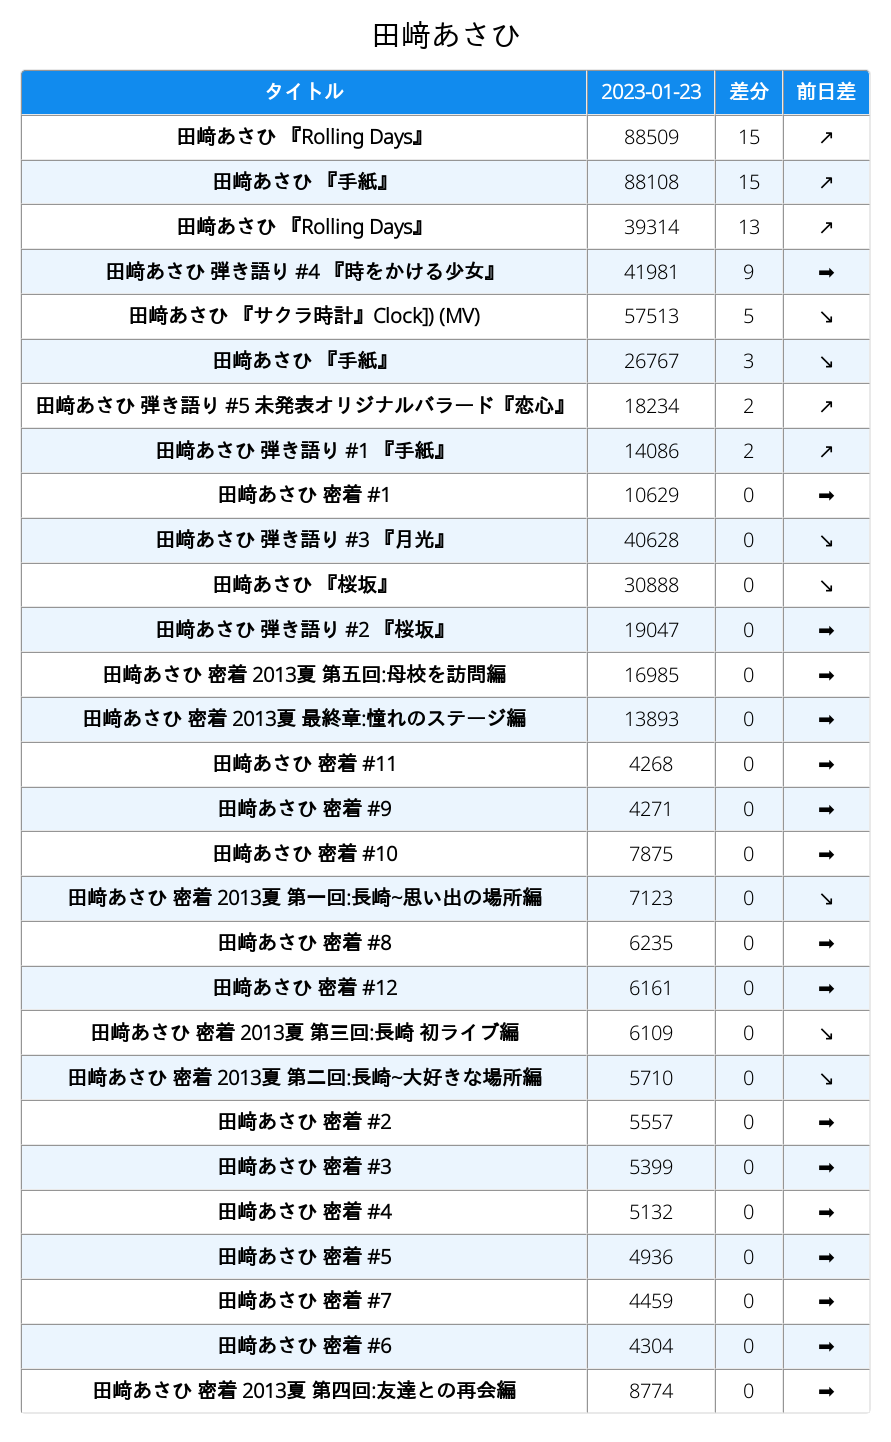 田﨑あさひ
タイトル 2023-01-23 差分 前日差
田﨑あさひ 『Rolling Days』 88509 15 ↗
田﨑あさひ 『手紙』 88108 15 ↗
田﨑あさひ 『Rolling Days』 39314 13 ↗
田﨑あさひ 弾き語り #4 『時をかける少女』 41981 9 ➡
田﨑あさひ 『サクラ時計』Clock]) (MV) 57513 5 ↘
田﨑あさひ 『手紙』 26767 3 ↘
田﨑あさひ 弾き語り #5 未発表オリジナルバラード『恋心』 18234 2 ↗
田﨑あさひ 弾き語り #1 『手紙』 14086 2 ↗
田﨑あさひ 密着 #1 10629 0 ➡
田﨑あさひ 弾き語り #3 『月光』 40628 0 ↘
田﨑あさひ 『桜坂』 30888 0 ↘
田﨑あさひ 弾き語り #2 『桜坂』 19047 0 ➡
田﨑あさひ 密着 2013夏 第五回:母校を訪問編 16985 0 ➡
田﨑あさひ 密着 2013夏 最終章:憧れのステージ編 13893 0 ➡
田﨑あさひ 密着 #11 4268 0 ➡
田﨑あさひ 密着 #9 4271 0 ➡
田﨑あさひ 密着 #10 7875 0 ➡
田﨑あさひ 密着 2013夏 第一回:長崎~思い出の場所編 7123 0 ↘
田﨑あさひ 密着 #8 6235 0 ➡
田﨑あさひ 密着 #12 6161 0 ➡
田﨑あさひ 密着 2013夏 第三回:長崎 初ライブ編 6109 0 ↘
田﨑あさひ 密着 2013夏 第二回:長崎~大好きな場所編 5710 0 ↘
田﨑あさひ 密着 #2 5557 0 ➡
田﨑あさひ 密着 #3 5399 0 ➡
田﨑あさひ 密着 #4 5132 0 ➡
田﨑あさひ 密着 #5 4936 0 ➡
田﨑あさひ 密着 #7 4459 0 ➡
田﨑あさひ 密着 #6 4304 0 ➡
田﨑あさひ 密着 2013夏 第四回:友達との再会編 8774 0 ➡